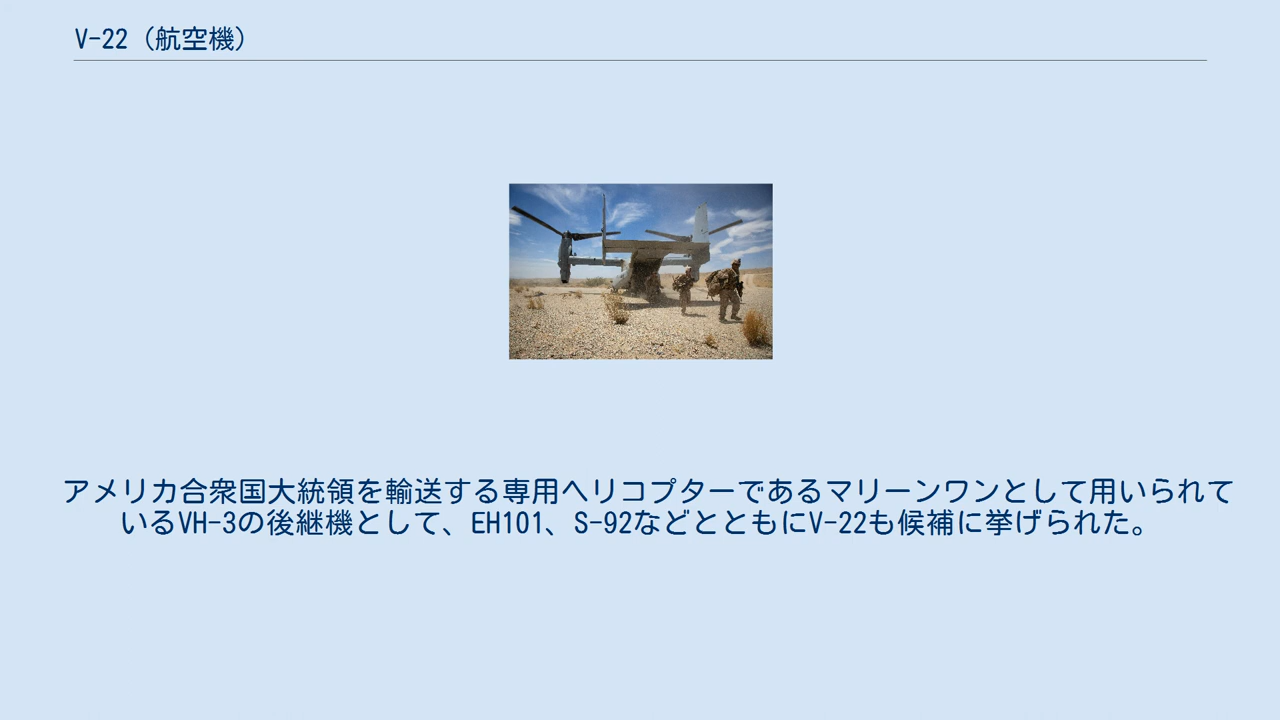 V-22（航空機）
アメリカ合衆国大統領を輸送する専用ヘリコプターであるマリーンワンとして用いられて
いるVH-3の後継機として、EH101、S-92などとともにV-22も候補に挙げられた。